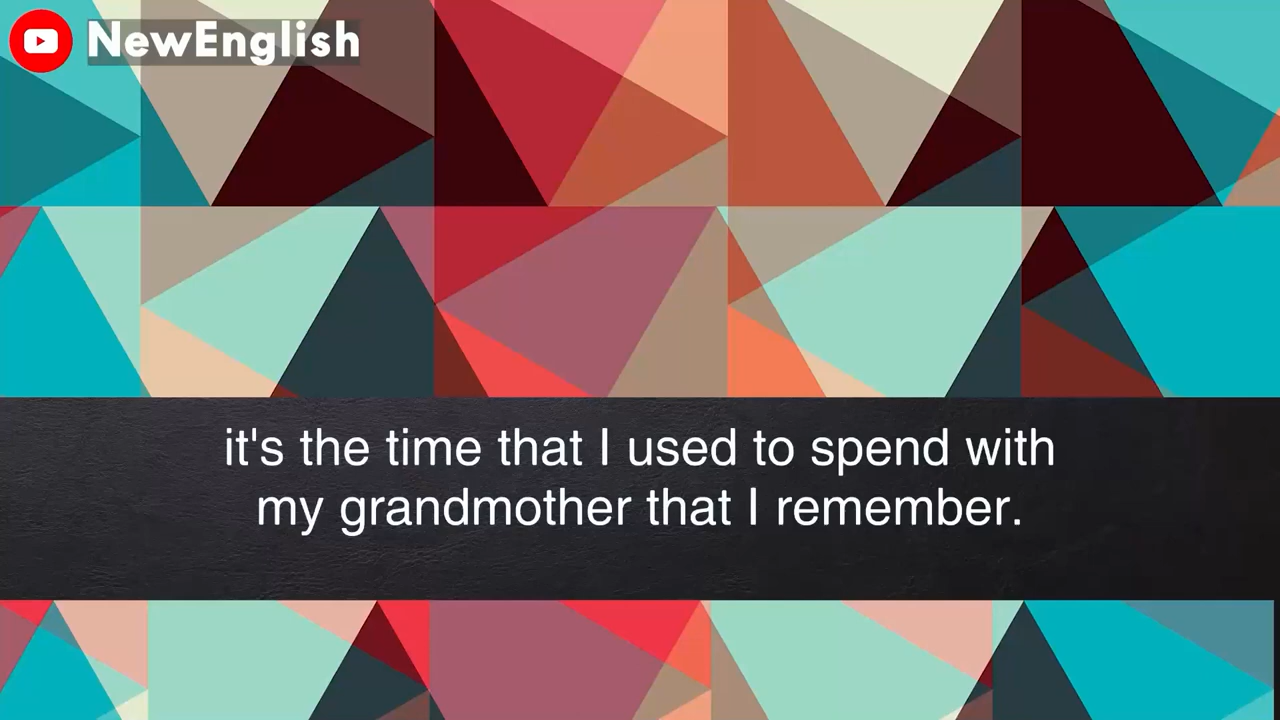 NewEnglish
it's the time that I used to spend with
my grandmother that I remember.